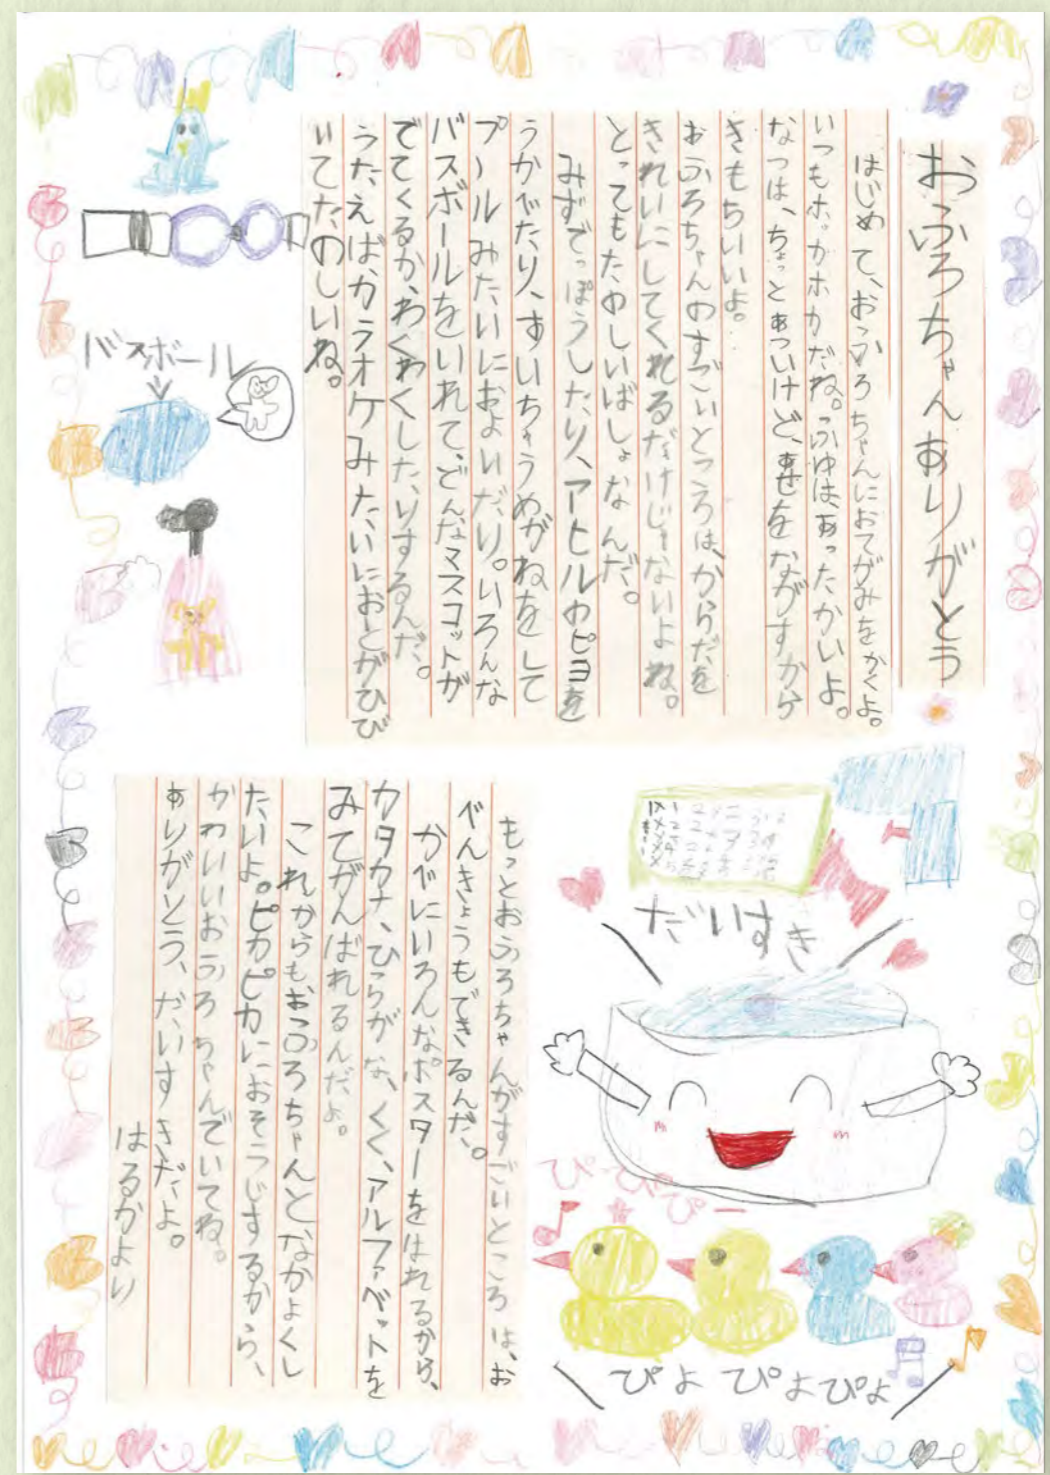 おふろちゃんありがとう
はじめて、おふろちゃんにおてがみをかくよ。
いつもホカホカだね。ふゆはあったかいよ。
なつは、ちょっとあついけど、あせをながすから
きもちいいよ。
おふろちゃんのすごいところは、からだを
きれいにしてくれるだけじゃないよね。
とってもたのしいばしょなんだ。
みずでっぽうしたり、アヒルのピヨを
うかべたり、すいちゅうめがねをして
プールみたいにおよいだり。いろんな
バスボールをいれて、どんなマスコットが
でてくるか、わくわくしたりするんだ。
うたえば、カラオケみたいにおとがひび
いてたのしいね。
バスボール
もっとおふろちゃんがすごいところは、お
べんきょうもできるんだ。
かべにいろんなポスターをはれるから、
カタカナ、ひらがな、くく、アルファベットを
みてがんばれるんだよ。
これからもおふろちゃんとなかよくし
たいよ。ピカピカにおそうじするから、
かわいいおふろちゃんでいてね。
ありがとう、だいすきだよ。
はるかより
だいすき
ぴーぴーぴー
ぴよぴよぴよ